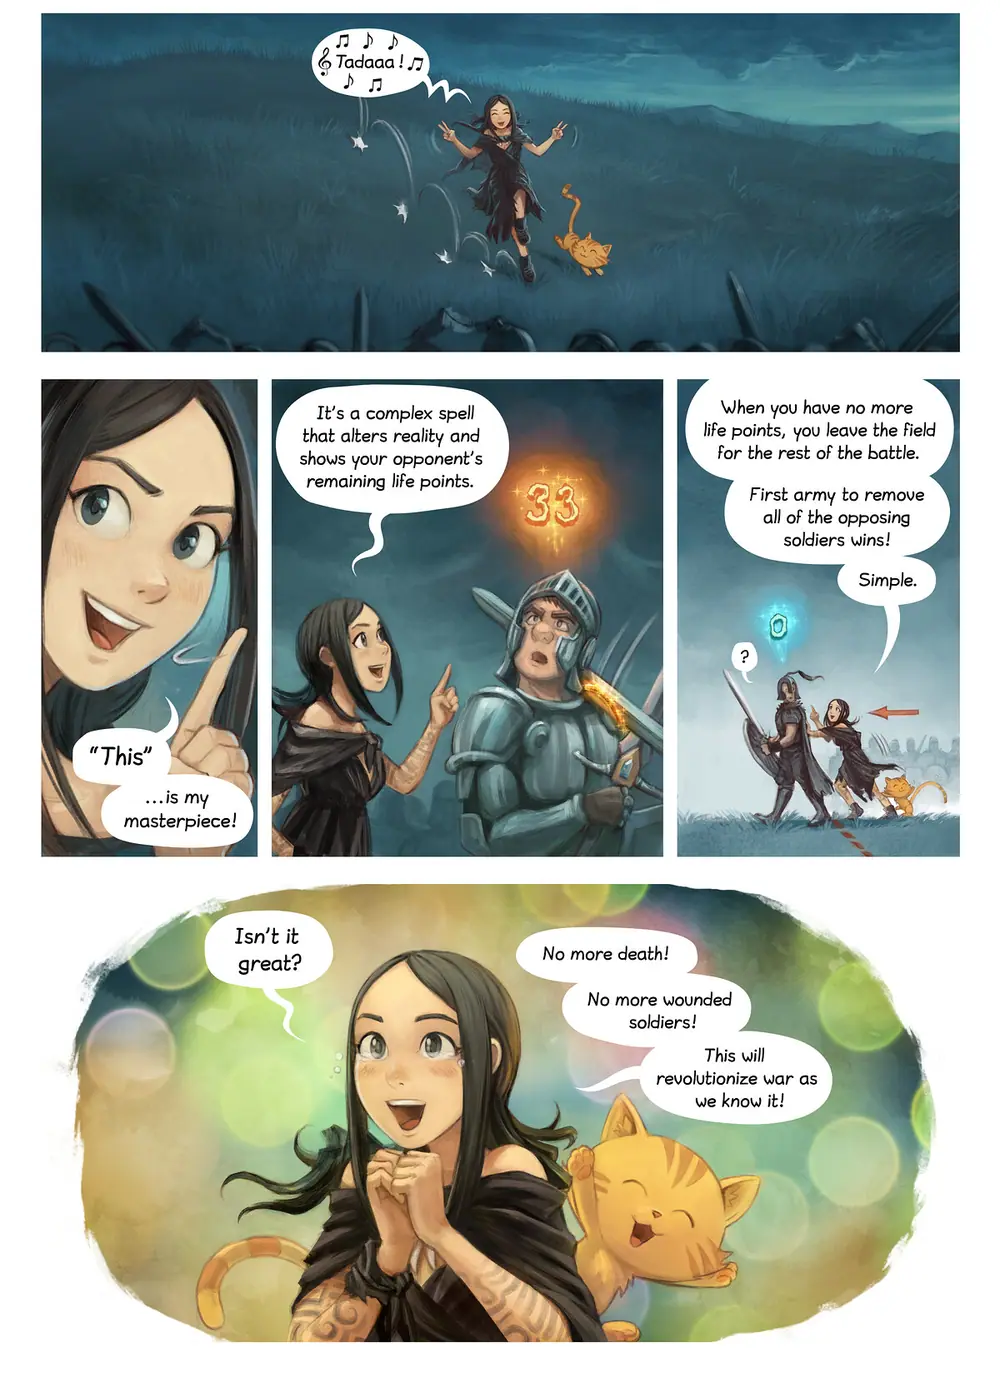 Tadaaa!
“This”
...is my
masterpiece!
It's a complex spell
that alters reality and
shows your opponent's
remaining life points.
33
When you have no more
life points, you leave the field
for the rest of the battle.
First army to remove
all of the opposing
soldiers wins!
Simple.
0
?
Isn't it
great?
No more death!
No more wounded
soldiers!
This will
revolutionize war as
we know it!